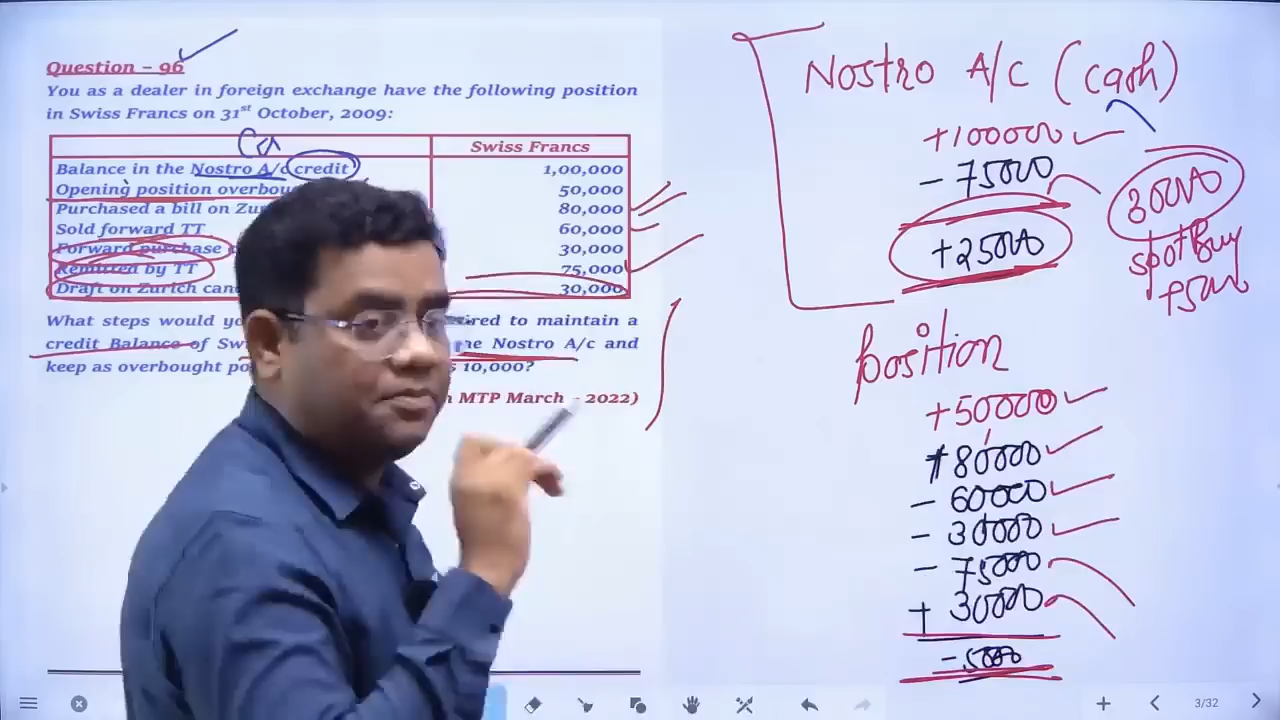 Question – 96
You as a dealer in foreign exchange have the following position
in Swiss Francs on 31st October, 2009:
Swiss Francs
Balance in the Nostro A/c credit 1,00,000
Opening position overbou 50,000
Purchased a bill on Zur 80,000
Sold forward TT 60,000
Forward purchase 30,000
Remitted by TT 75,000
Draft on Zurich can 30,000
What steps would yo ired to maintain a
credit Balance of Sw he Nostro A/c and
keep as overbought po 10,000?
MTP March - 2022)
Nostro A/C (cash)
+100000
- 75000
+25000
30000
spot Buy
+5000
position
+50000
+80000
- 60000
- 30000
- 75000
+ 30000
-5000
3/32